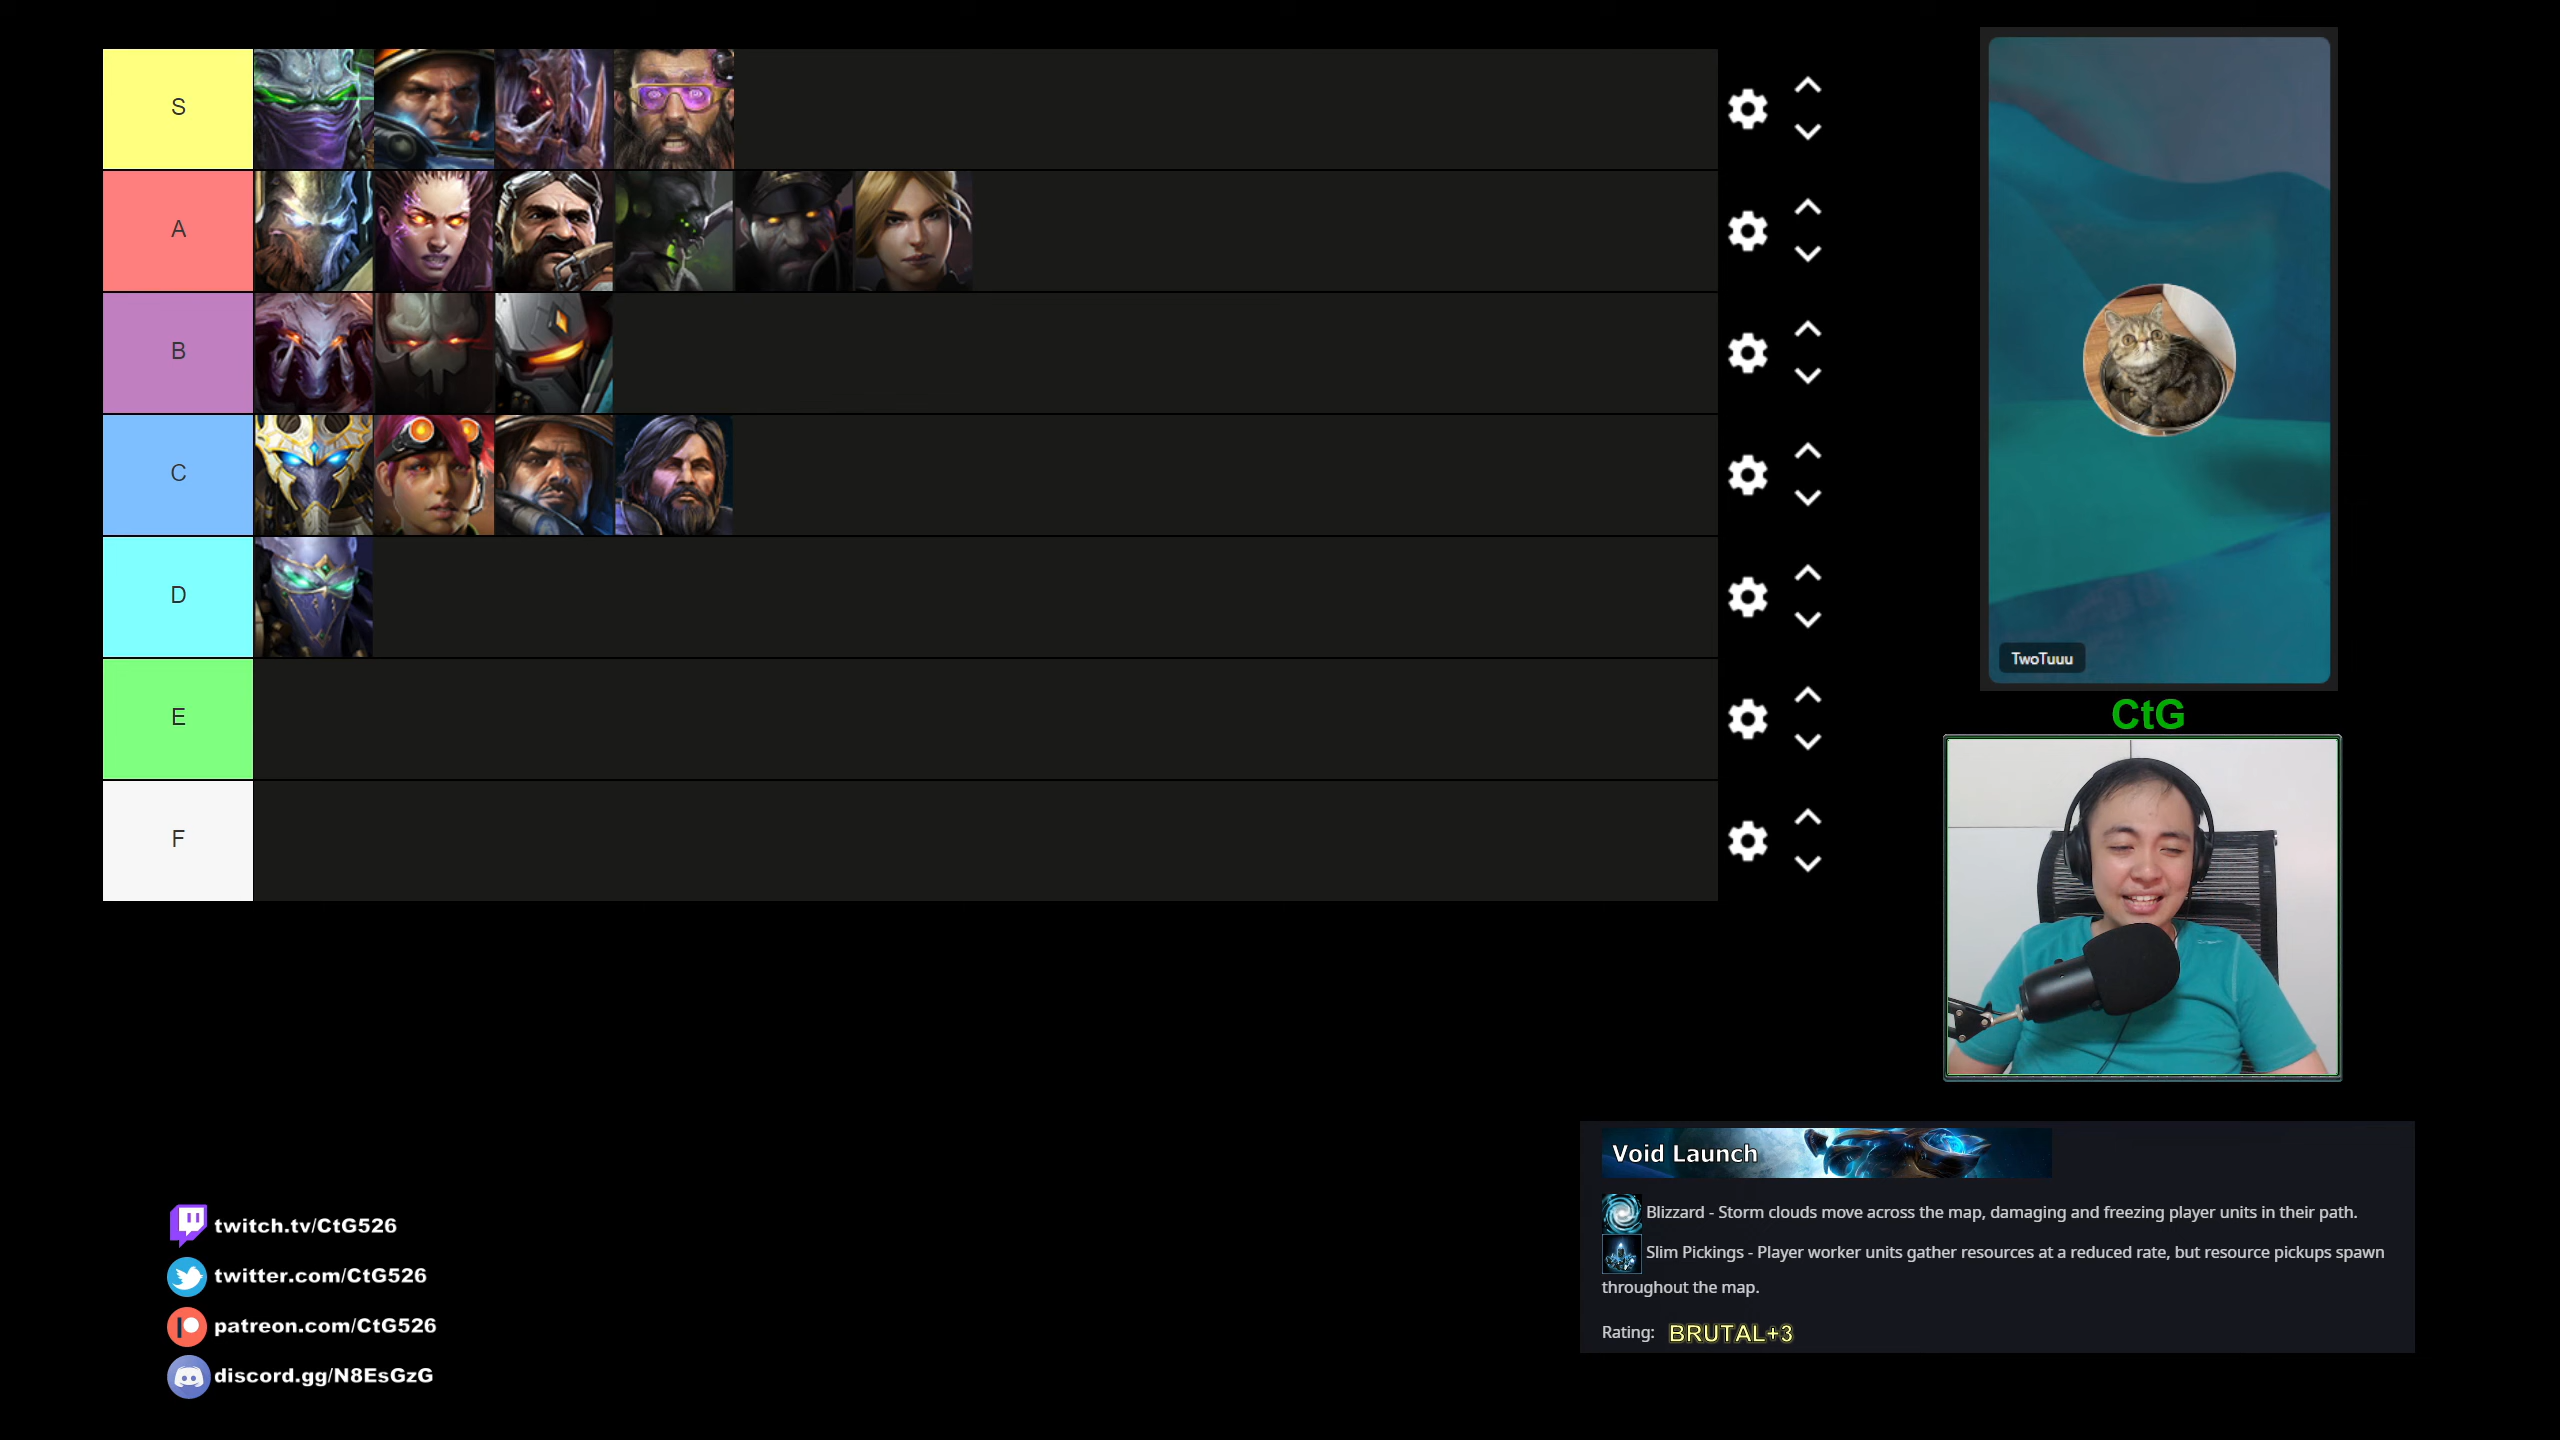 S
A
B
C
D
E
F
TwoTuuu
CtG
Void Launch
Blizzard - Storm clouds move across the map, damaging and freezing player units in their path.
Slim Pickings - Player worker units gather resources at a reduced rate, but resource pickups spawn
throughout the map.
Rating: BRUTAL+3
twitch.tv/CtG526
twitter.com/CtG526
patreon.com/CtG526
discord.gg/N8EsGzG